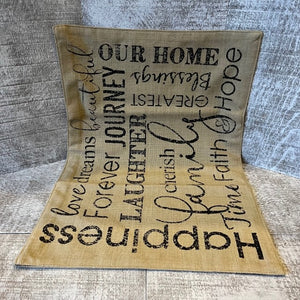 OUR HOME
Blessings
GREATEST
Hope
love dreams beautiful
Forever JOURNEY
LAUGHTER
cherish
family
Time Faith &
Happiness